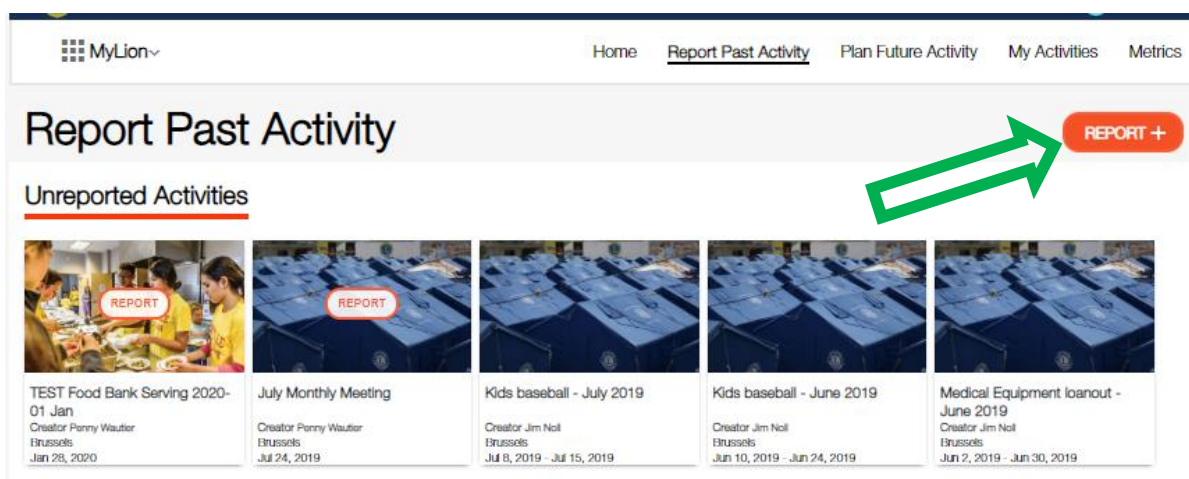 MyLion
Home Report Past Activity Plan Future Activity My Activities Metrics
Report Past Activity
REPORT +
Unreported Activities
REPORT
REPORT
TEST Food Bank Serving 2020-
01 Jan
Creator Penny Wautier
Brussels
Jan 28, 2020
July Monthly Meeting
Creator Penny Wautier
Brussels
Jul 24, 2019
Kids baseball - July 2019
Creator Jim Noll
Brussels
Jul 8, 2019 - Jul 15, 2019
Kids baseball - June 2019
Creator Jim Noll
Brussels
Jun 10, 2019 - Jun 24, 2019
Medical Equipment loanout -
June 2019
Creator Jim Noll
Brussels
Jun 2, 2019 - Jun 30, 2019